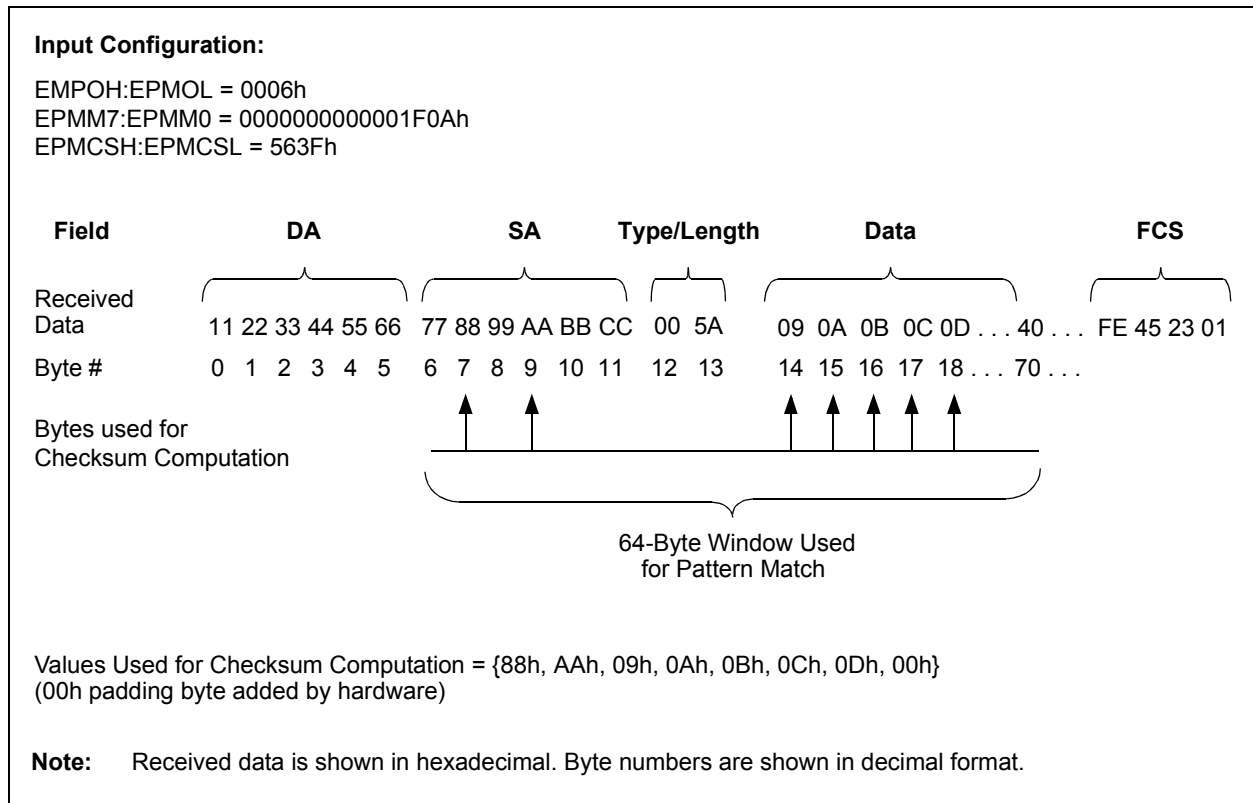 Input Configuration:
EMPOH:EPMOL = 0006h
EPMM7:EPMM0 = 0000000000001F0Ah
EPMCSH:EPMCSL = 563Fh
Field DA SA Type/Length Data FCS
Received
Data 11 22 33 44 55 66 77 88 99 AA BB CC 00 5A 09 0A 0B 0C 0D . . . 40 . . . FE 45 23 01
Byte # 0 1 2 3 4 5 6 7 8 9 10 11 12 13 14 15 16 17 18 . . . 70 . . .
Bytes used for
Checksum Computation
64-Byte Window Used
for Pattern Match
Values Used for Checksum Computation = {88h, AAh, 09h, 0Ah, 0Bh, 0Ch, 0Dh, 00h}
(00h padding byte added by hardware)
Note: Received data is shown in hexadecimal. Byte numbers are shown in decimal format.